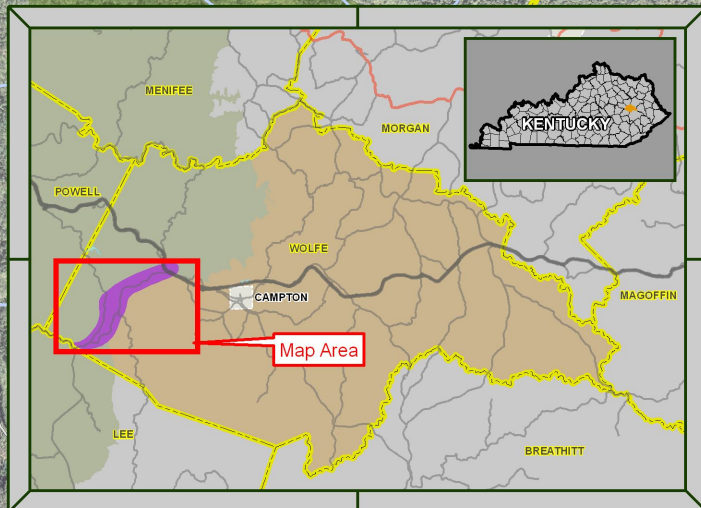 MENIFEE
MORGAN
KENTUCKY
POWELL
WOLFE
CAMPTON
MAGOFFIN
Map Area
LEE
BREATHITT